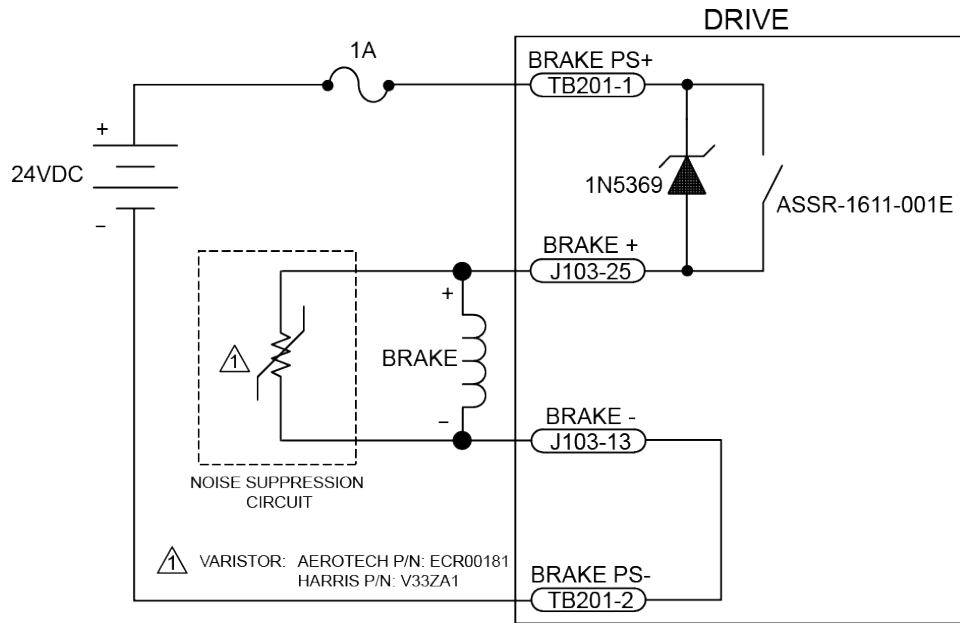 DRIVE
1A
BRAKE PS+
TB201-1
+
24VDC
−
1N5369
ASSR-1611-001E
BRAKE +
J103-25
+
1
BRAKE
−
BRAKE -
J103-13
NOISE SUPPRESSION
CIRCUIT
1 VARISTOR: AEROTECH P/N: ECR00181
HARRIS P/N: V33ZA1
BRAKE PS-
TB201-2